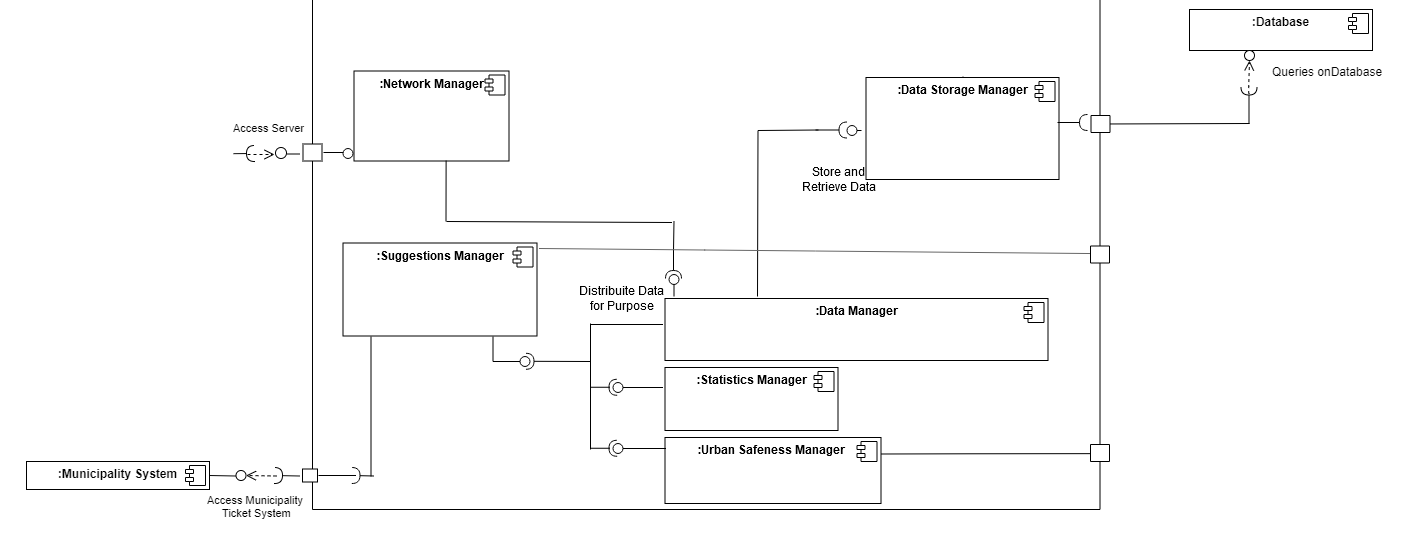 :Database
Queries onDatabase
:Network Manager
:Data Storage Manager
Access Server
Store and
Retrieve Data
:Suggestions Manager
Distribuite Data
for Purpose
:Data Manager
:Statistics Manager
:Urban Safeness Manager
:Municipality System
Access Municipality
Ticket System